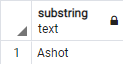 substring
text
1 Ashot